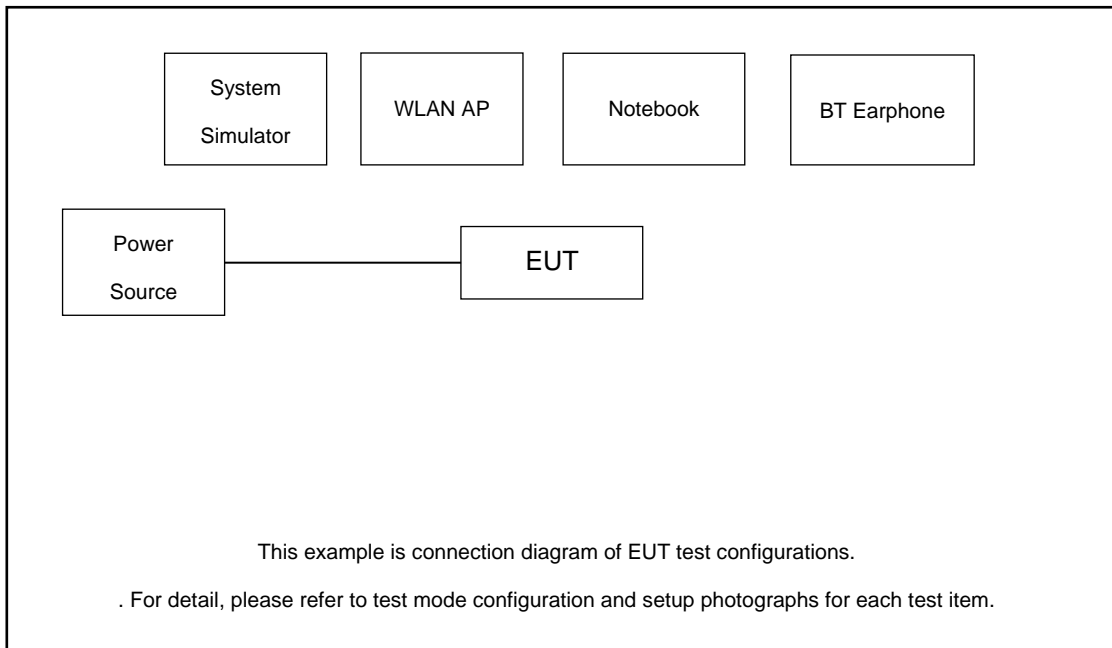 System
Simulator
WLAN AP
Notebook
BT Earphone
Power
Source
EUT
This example is connection diagram of EUT test configurations.
. For detail, please refer to test mode configuration and setup photographs for each test item.